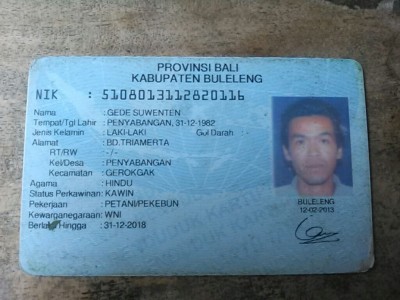 PROVINSI BALI
KABUPATEN BULELENG
NIK : 5108013112820116
Nama : GEDE SUWENTEN
Tempat/Tgl Lahir : PENYABANGAN, 31-12-1982
Jenis Kelamin : LAKI-LAKI Gol Darah
Alamat : BD.TRIAMERTA
RT/RW : -/-
Kel/Desa : PENYABANGAN
Kecamatan : GEROKGAK
Agama : HINDU
Status Perkawinan: KAWIN
Pekerjaan : PETANI/PEKEBUN
Kewarganegaraan: WNI
Berlaku Hingga : 31-12-2018
BULELENG
12-02-2013